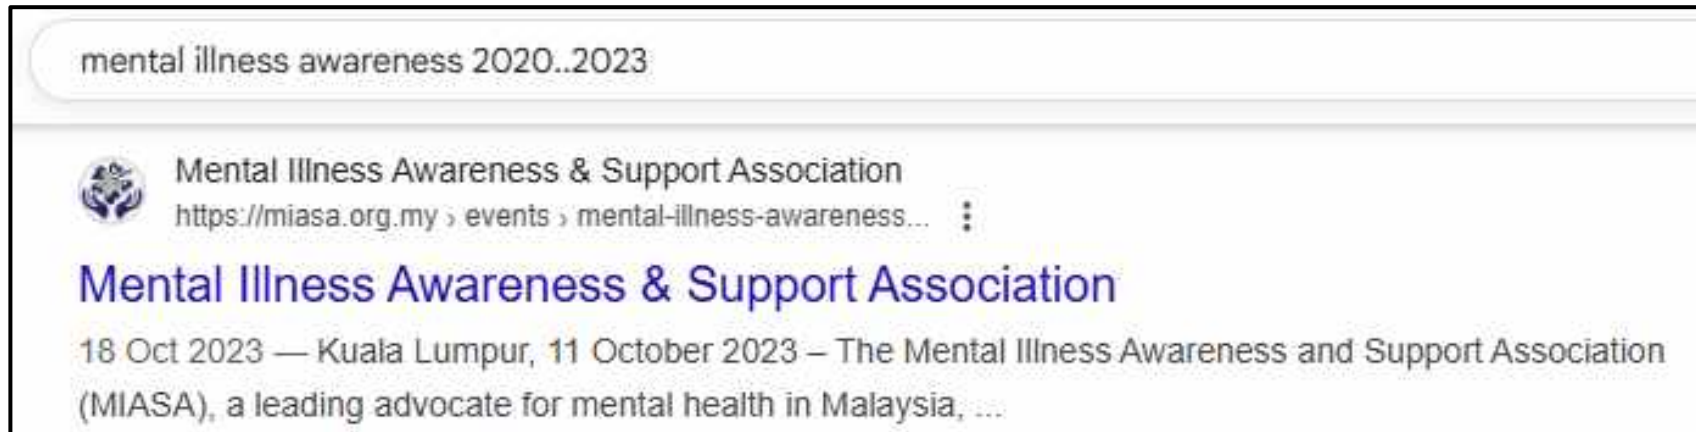 mental illness awareness 2020..2023
Mental Illness Awareness & Support Association
https://miasa.org.my › events › mental-illness-awareness...
Mental Illness Awareness & Support Association
18 Oct 2023 — Kuala Lumpur, 11 October 2023 – The Mental Illness Awareness and Support Association
(MIASA), a leading advocate for mental health in Malaysia, ...